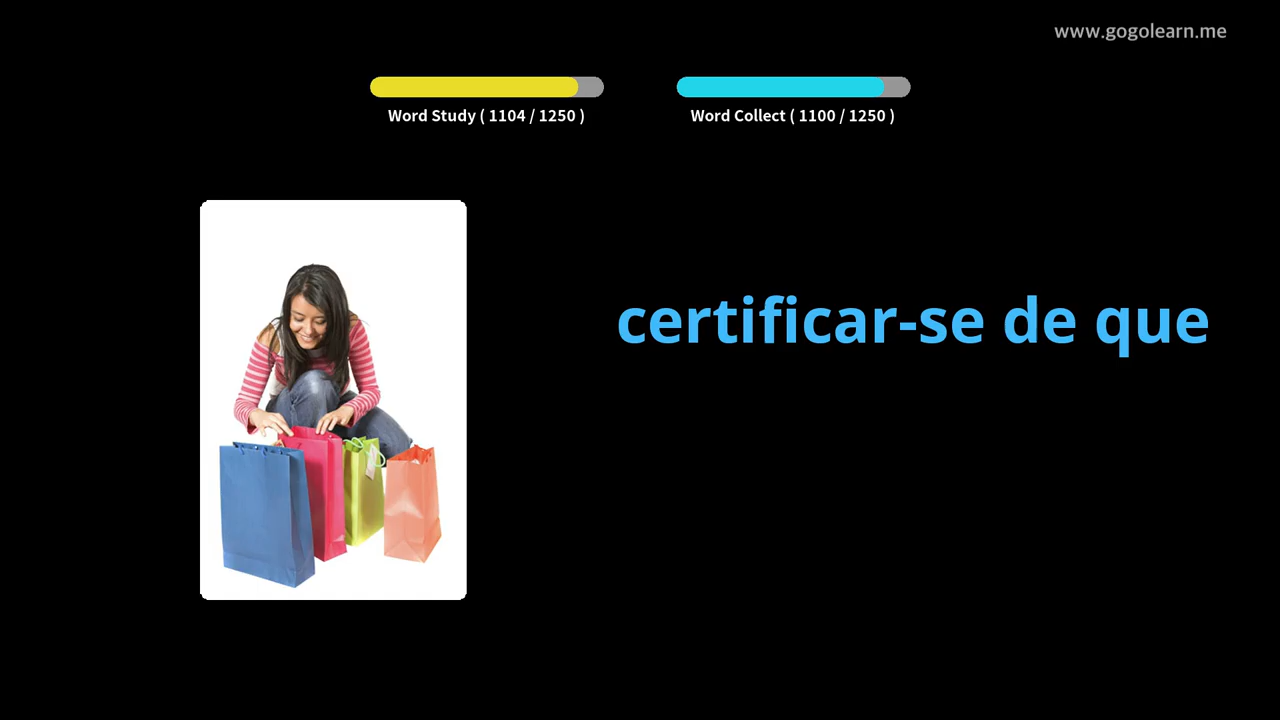 www.gogolearn.me
Word Study ( 1104 / 1250 )
Word Collect ( 1100 / 1250 )
certificar-se de que